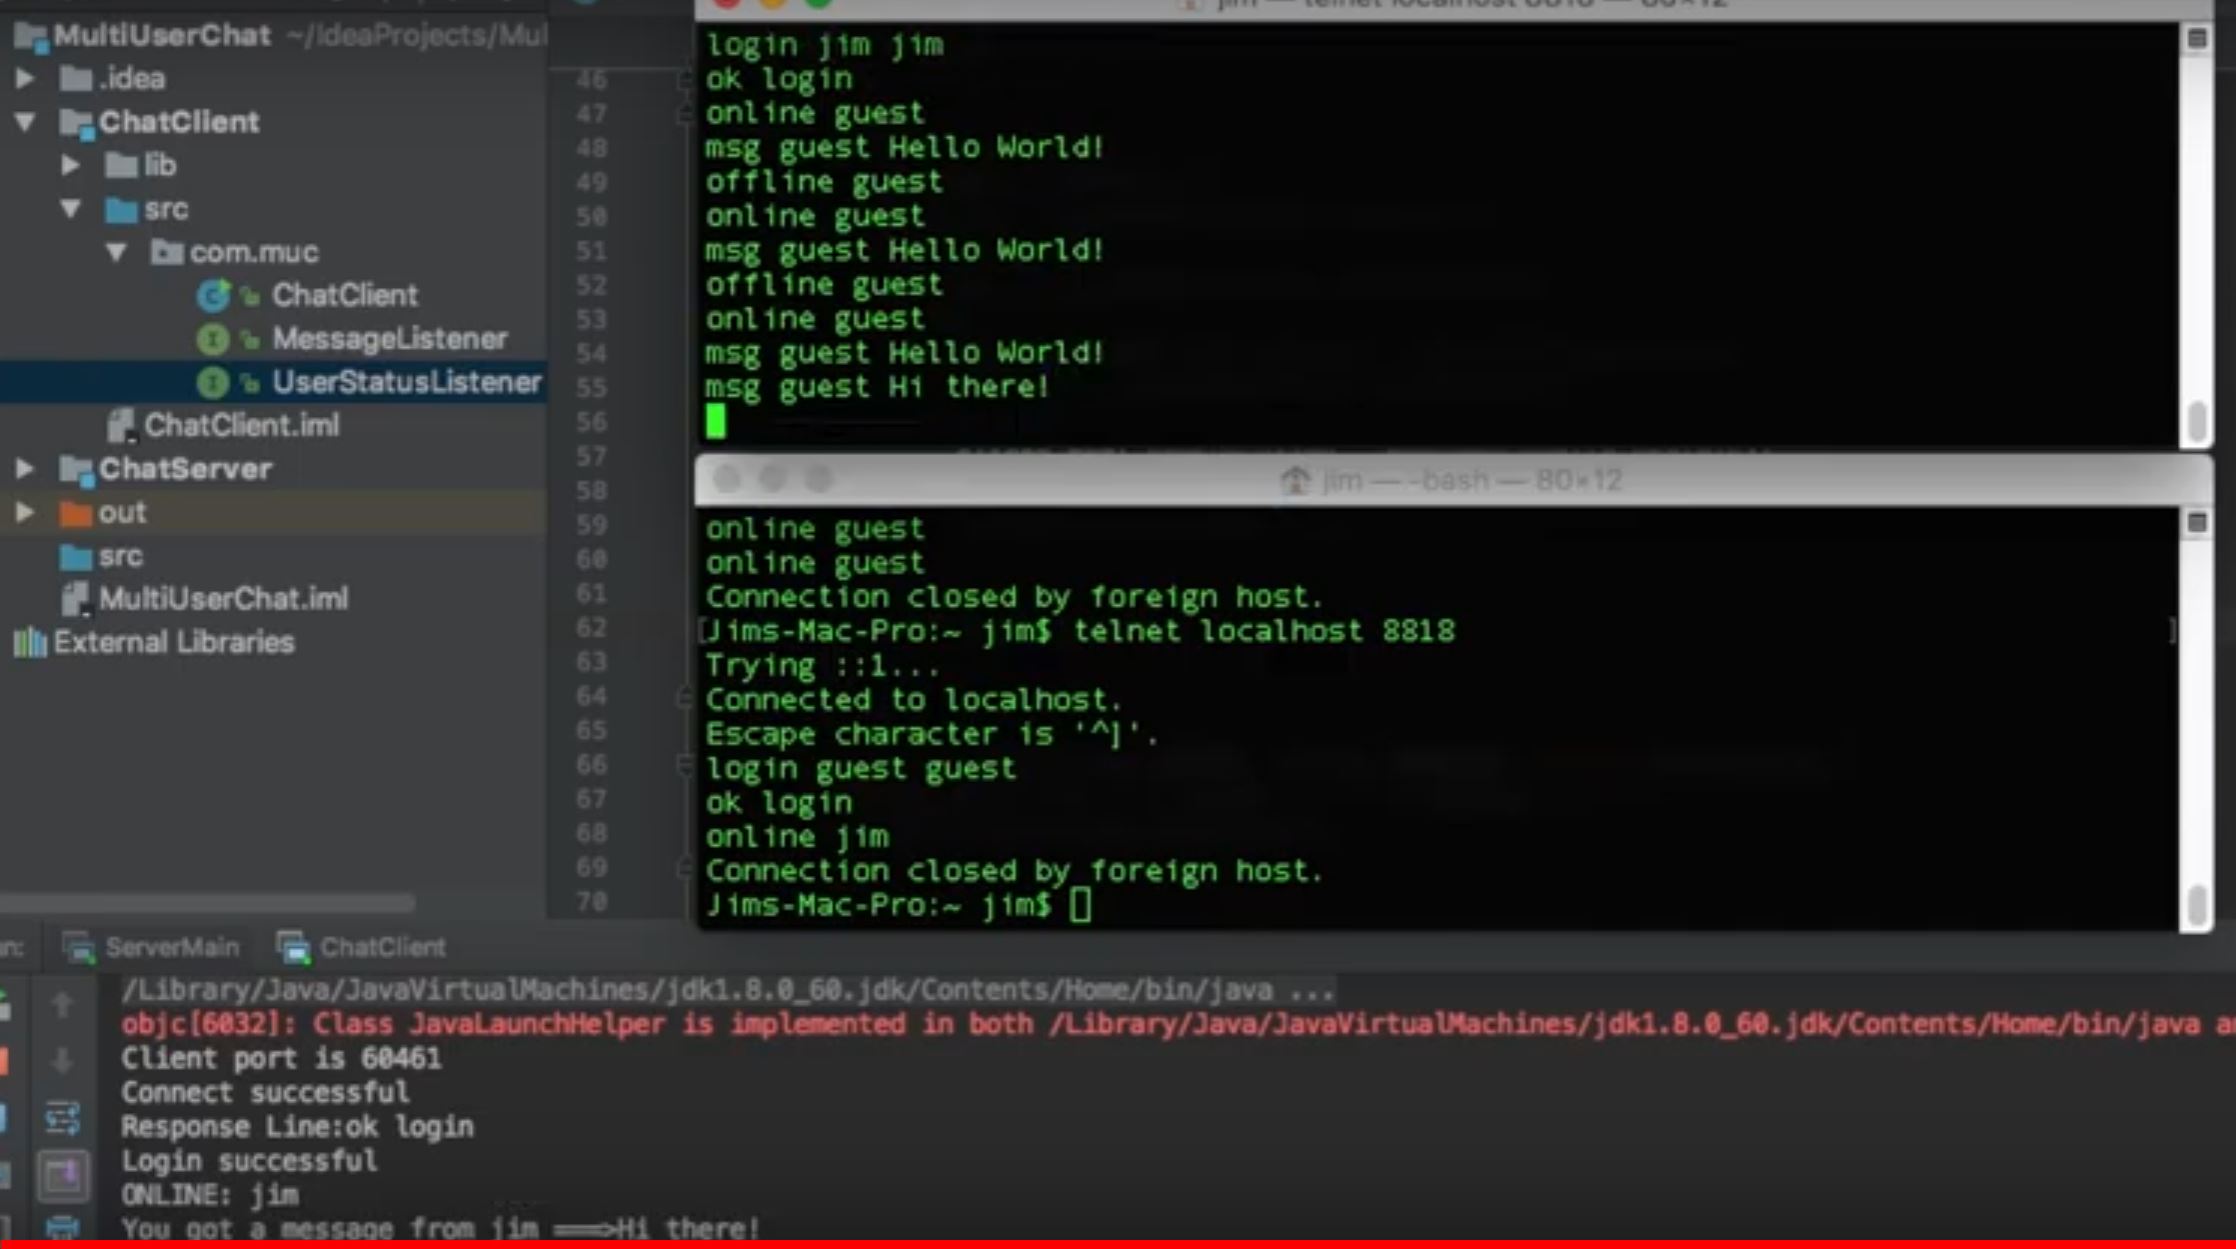 MultiUserChat ~/IdeaProjects/Mul
.idea
ChatClient
lib
src
com.muc
ChatClient
MessageListener
UserStatusListener
ChatClient.iml
ChatServer
out
src
MultiUserChat.iml
External Libraries
46
47
48
49
50
51
52
53
54
55
56
57
58
59
60
61
62
63
64
65
66
67
68
69
70
jim — telnet localhost 8818 — 80×12
login jim jim
ok login
online guest
msg guest Hello World!
offline guest
online guest
msg guest Hello World!
offline guest
online guest
msg guest Hello World!
msg guest Hi there!
jim — -bash — 80×12
online guest
online guest
Connection closed by foreign host.
[Jims-Mac-Pro:~ jim$ telnet localhost 8818 ]
Trying ::1...
Connected to localhost.
Escape character is '^]'.
login guest guest
ok login
online jim
Connection closed by foreign host.
Jims-Mac-Pro:~ jim$
ServerMain ChatClient
/Library/Java/JavaVirtualMachines/jdk1.8.0_60.jdk/Contents/Home/bin/java ...
objc[6032]: Class JavaLaunchHelper is implemented in both /Library/Java/JavaVirtualMachines/jdk1.8.0_60.jdk/Contents/Home/bin/java
Client port is 60461
Connect successful
Response Line:ok login
Login successful
ONLINE: jim
You got a message from jim ===>Hi there!